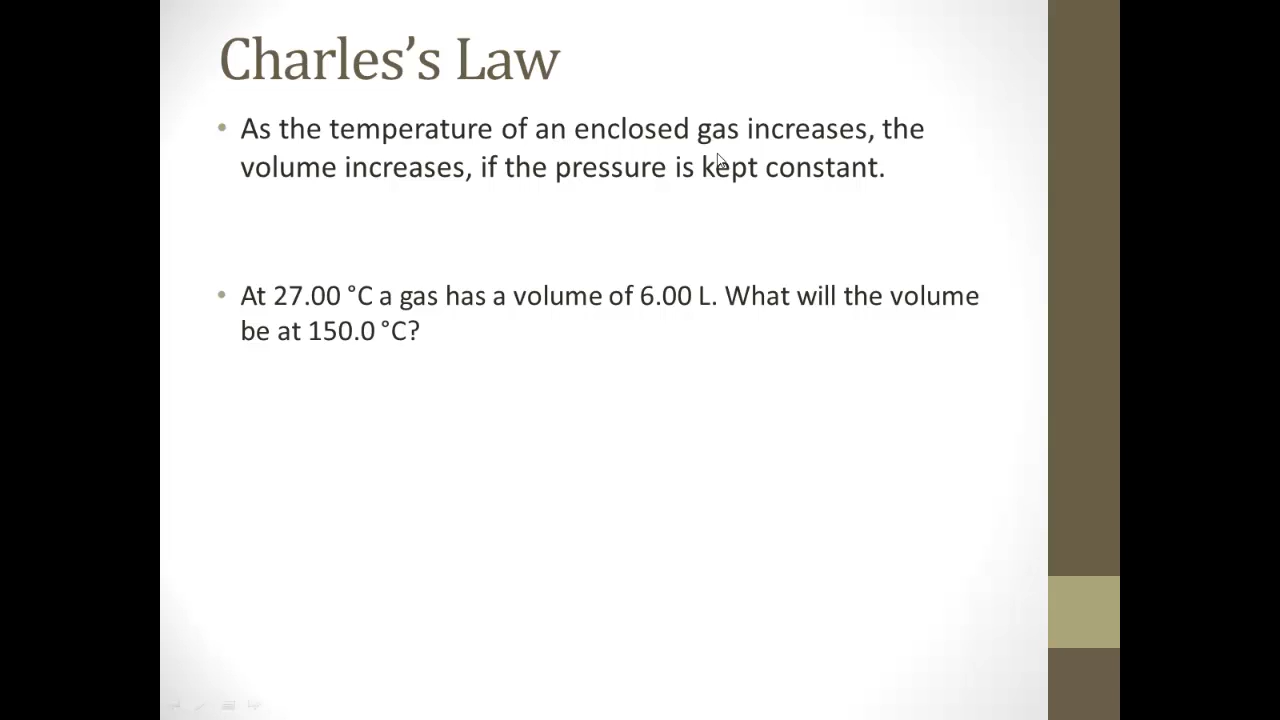 Charles’s Law
• As the temperature of an enclosed gas increases, the
volume increases, if the pressure is kept constant.
• At 27.00 °C a gas has a volume of 6.00 L. What will the volume
be at 150.0 °C?